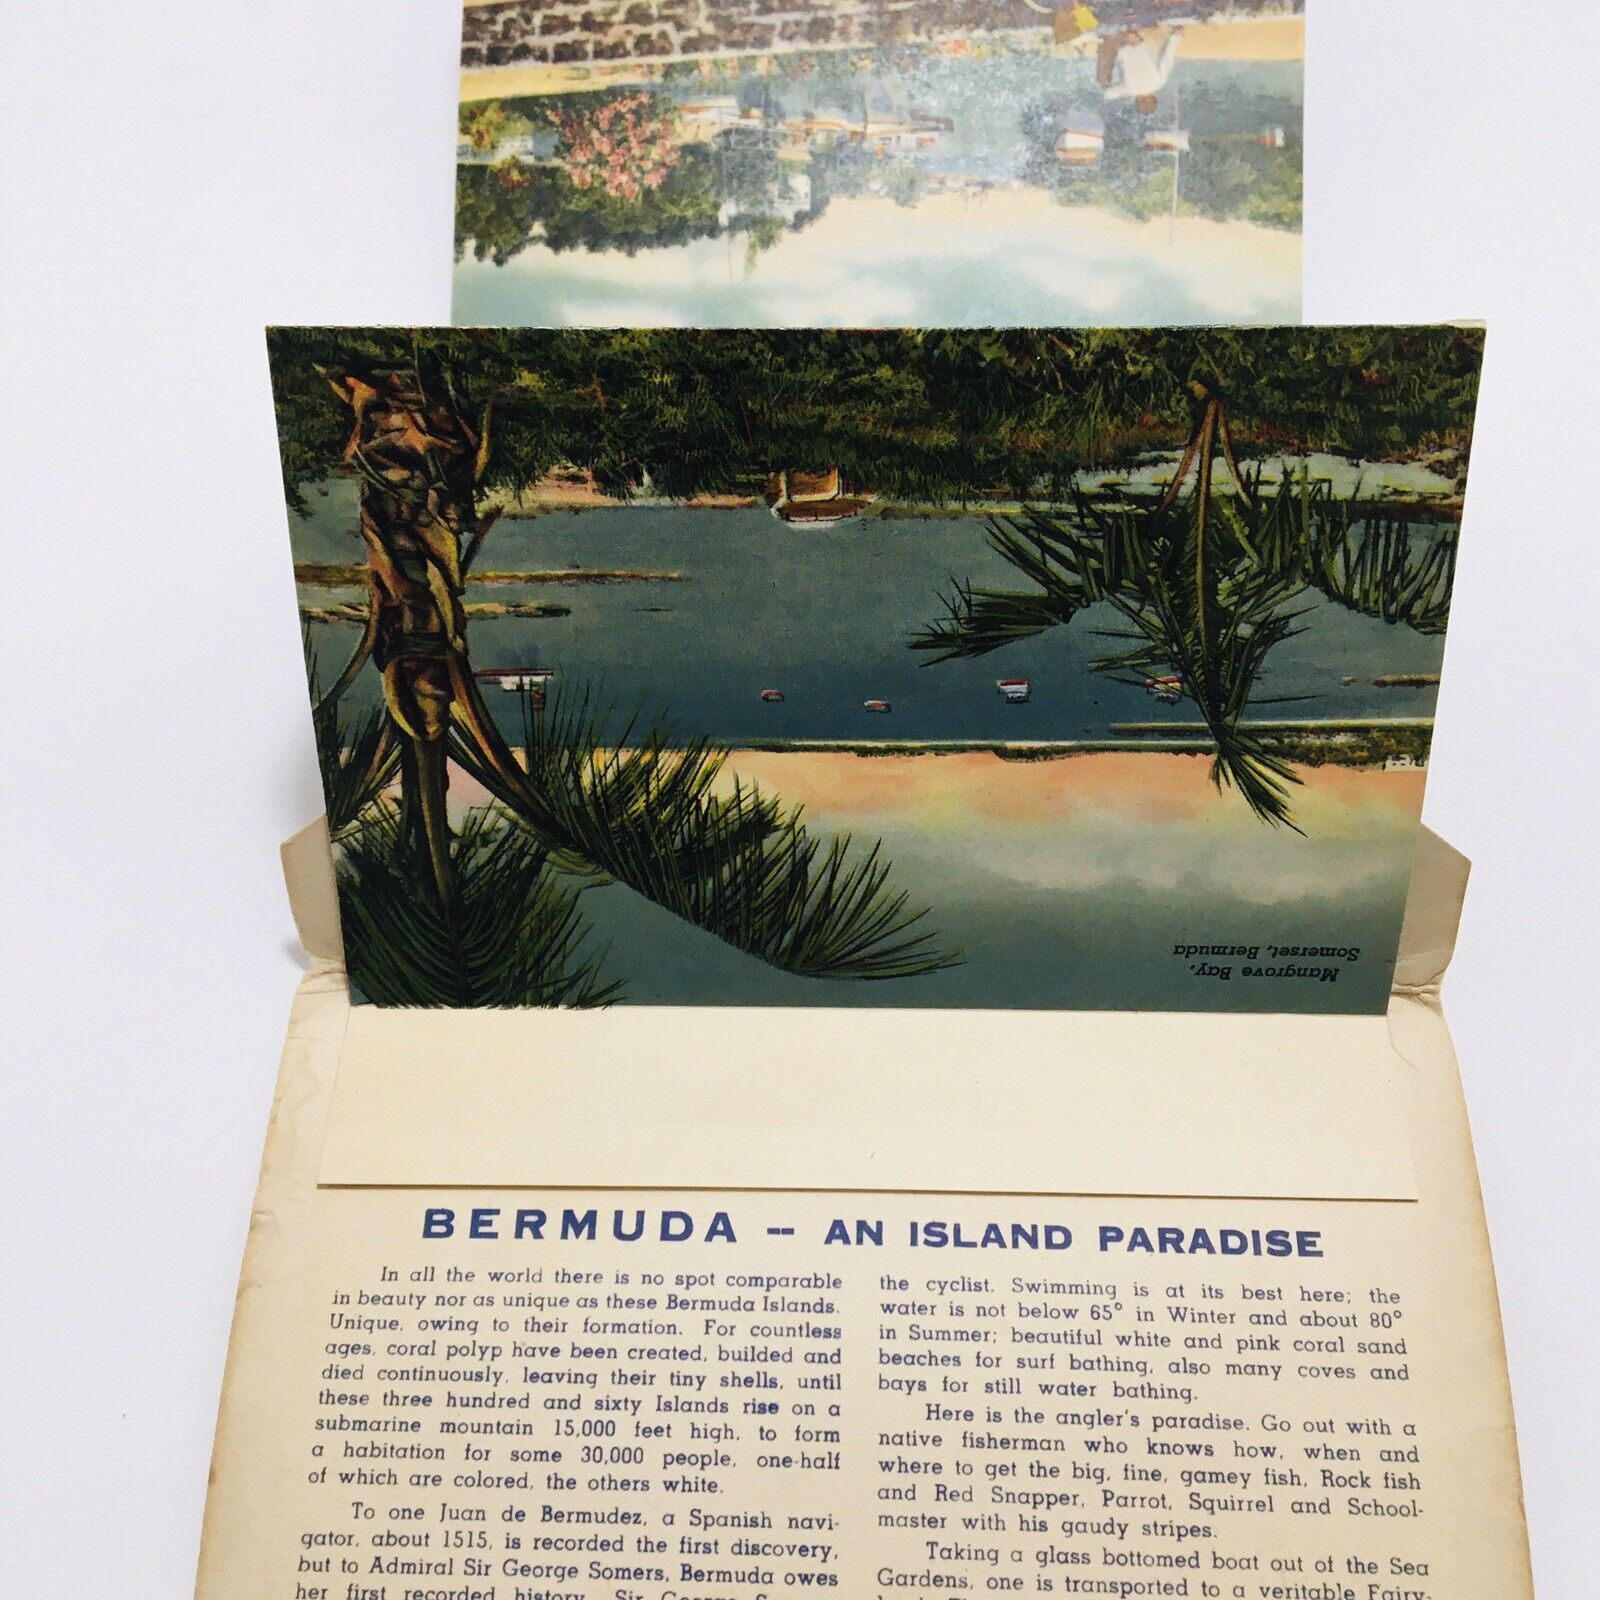 Mangrove Bay,
Somerset, Bermuda
BERMUDA -- AN ISLAND PARADISE
In all the world there is no spot comparable
in beauty nor as unique as these Bermuda Islands.
Unique, owing to their formation. For countless
ages, coral polyp have been created, builded and
died continuously, leaving their tiny shells, until
these three hundred and sixty Islands rise on a
submarine mountain 15,000 feet high, to form
a habitation for some 30,000 people, one-half
of which are colored, the others white.
To one Juan de Bermudez, a Spanish navi-
gator, about 1515, is recorded the first discovery,
but to Admiral Sir George Somers, Bermuda owes
her first recorded history. Sir George Somers
the cyclist. Swimming is at its best here; the
water is not below 65° in Winter and about 80°
in Summer; beautiful white and pink coral sand
beaches for surf bathing, also many coves and
bays for still water bathing.
Here is the angler's paradise. Go out with a
native fisherman who knows how, when and
where to get the big, fine, gamey fish, Rock fish
and Red Snapper, Parrot, Squirrel and School-
master with his gaudy stripes.
Taking a glass bottomed boat out of the Sea
Gardens, one is transported to a veritable Fairy-